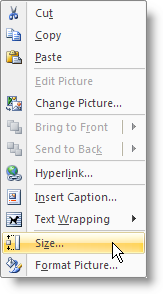 Cut
Copy
Paste
Edit Picture
Change Picture...
Bring to Front
Send to Back
Hyperlink...
Insert Caption...
Text Wrapping
Size...
Format Picture...